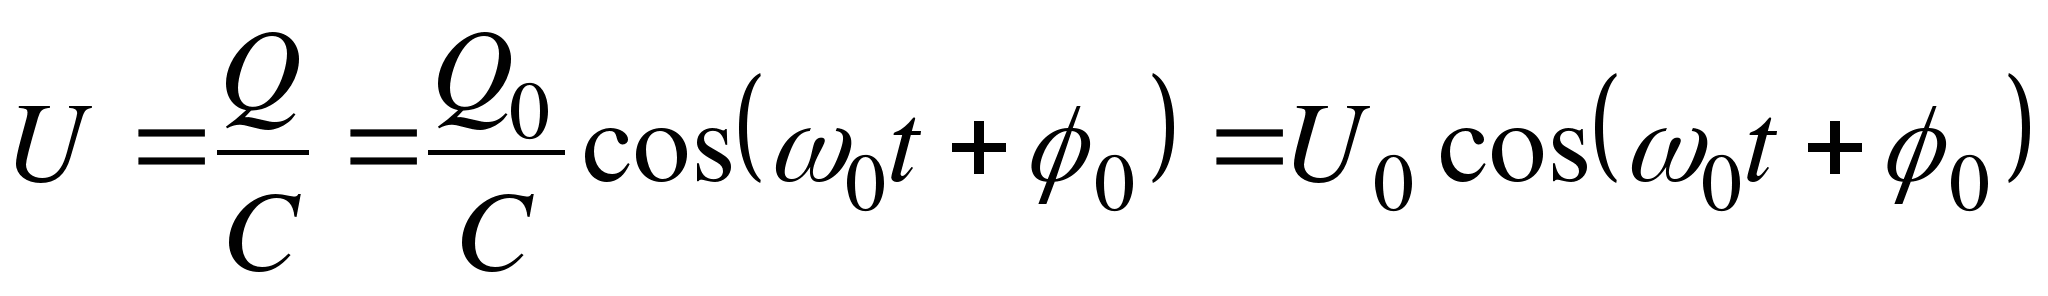 U = Q/C = Q₀/C cos(ω₀t + ϕ₀) = U₀ cos(ω₀t + ϕ₀)